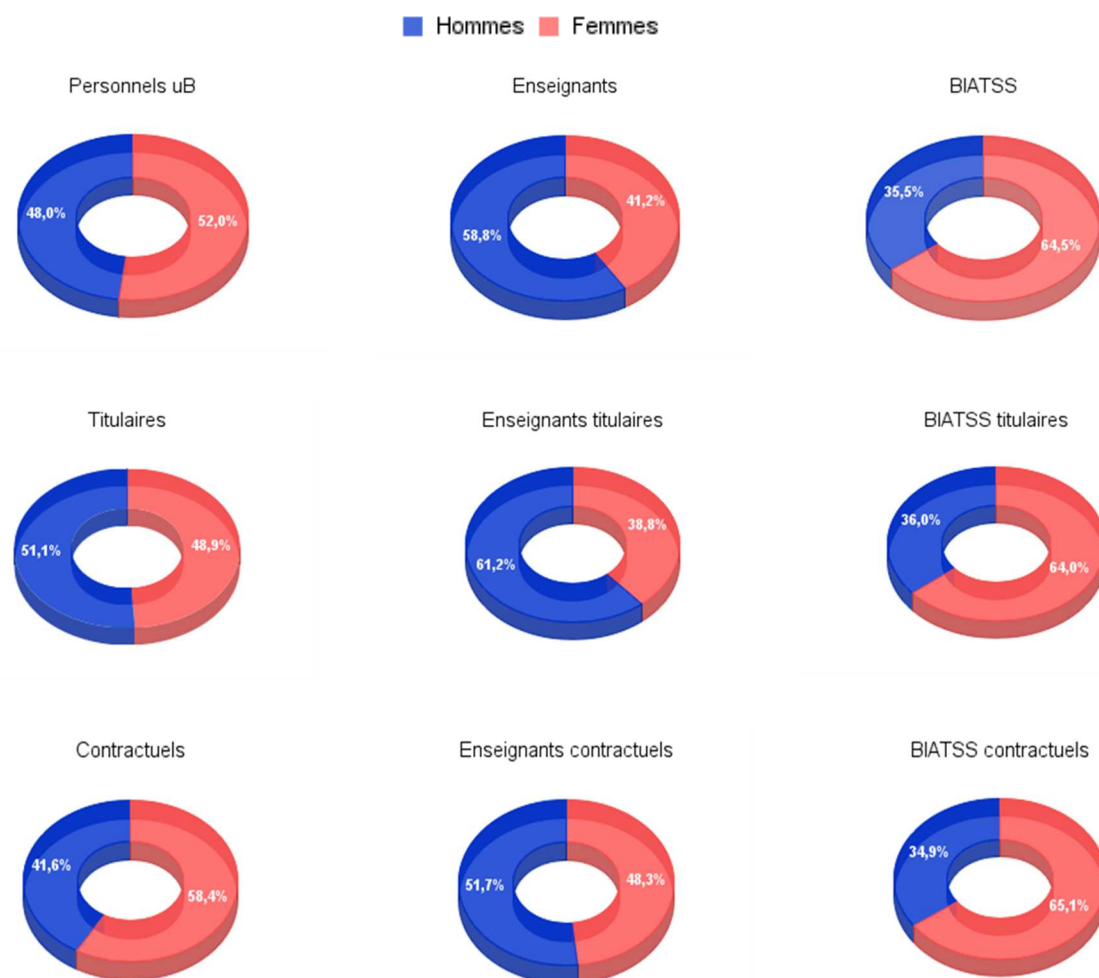 Hommes Femmes
Personnels uB Enseignants BIATSS
48,0% 52,0% 58,8% 41,2% 35,5% 64,5%
Titulaires Enseignants titulaires BIATSS titulaires
51,1% 48,9% 61,2% 38,8% 36,0% 64,0%
Contractuels Enseignants contractuels BIATSS contractuels
41,6% 58,4% 51,7% 48,3% 34,9% 65,1%